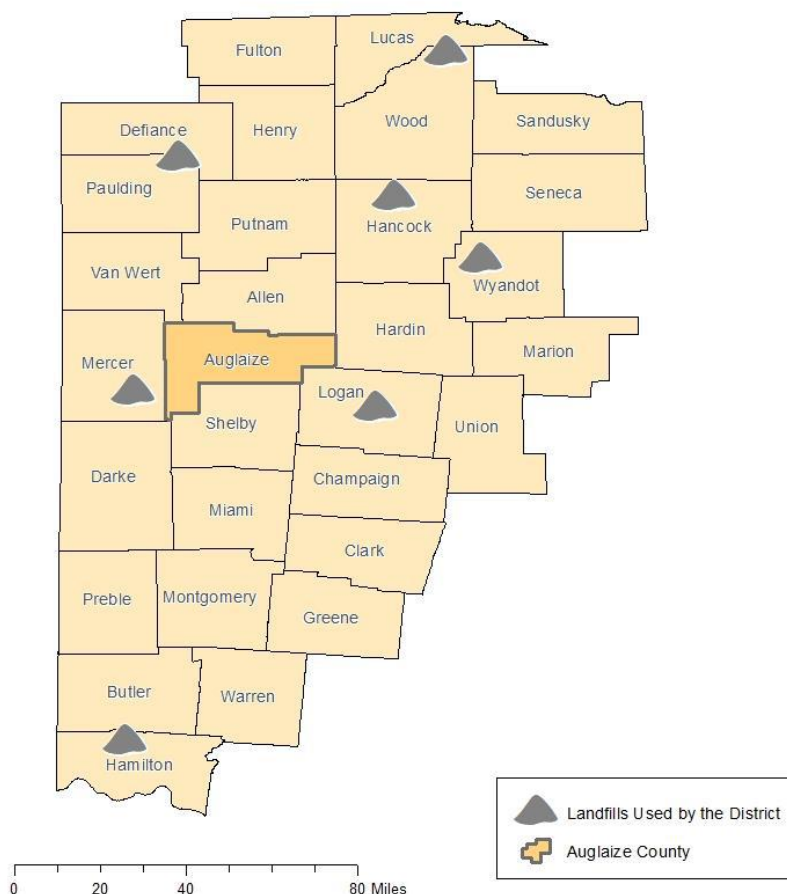 Lucas
Fulton
Defiance
Henry
Wood
Sandusky
Paulding
Seneca
Putnam
Hancock
Van Wert
Wyandot
Allen
Hardin
Marion
Mercer
Auglaize
Logan
Shelby
Union
Darke
Champaign
Miami
Clark
Preble
Montgomery
Greene
Butler
Warren
Hamilton
Landfills Used by the District
Auglaize County
0 20 40 80 Miles